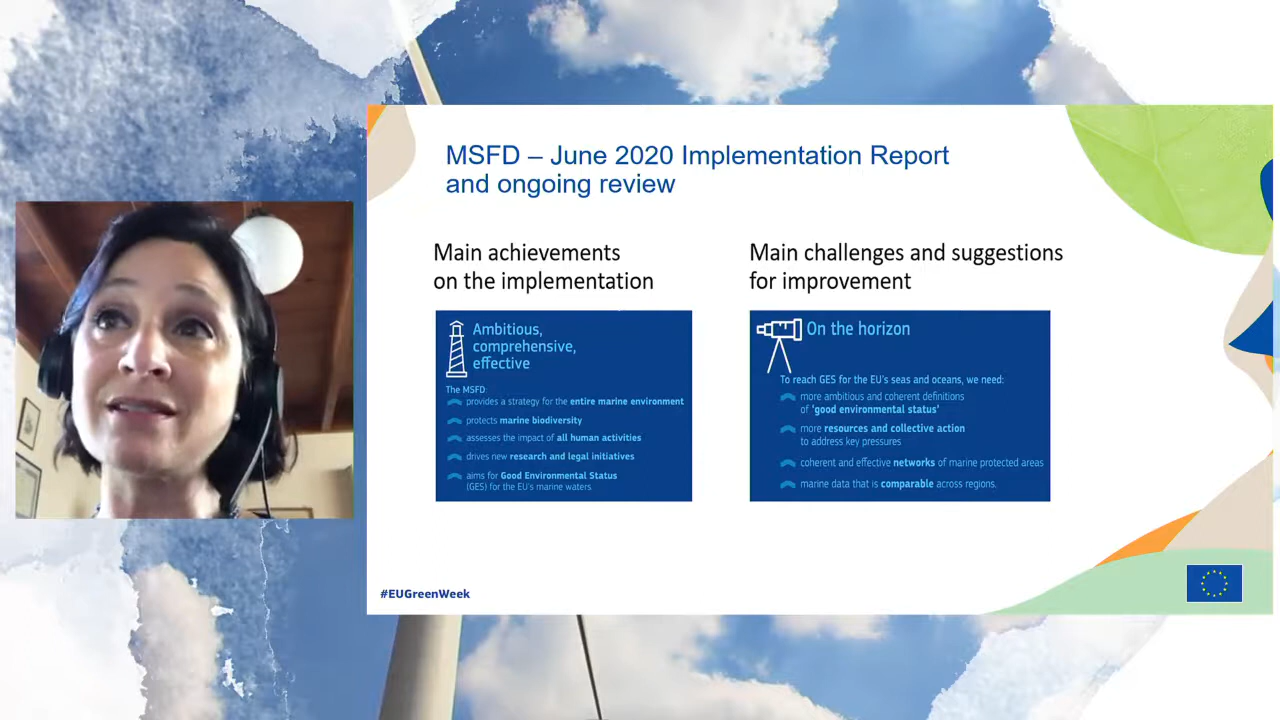 MSFD – June 2020 Implementation Report
and ongoing review
Main achievements
on the implementation
Ambitious,
comprehensive,
effective
The MSFD:
provides a strategy for the entire marine environment
protects marine biodiversity
assesses the impact of all human activities
drives new research and legal initiatives
aims for Good Environmental Status
(GES) for the EU's marine waters.
Main challenges and suggestions
for improvement
On the horizon
To reach GES for the EU's seas and oceans, we need:
more ambitious and coherent definitions
of 'good environmental status'
more resources and collective action
to address key pressures
coherent and effective networks of marine protected areas
marine data that is comparable across regions.
#EUGreenWeek